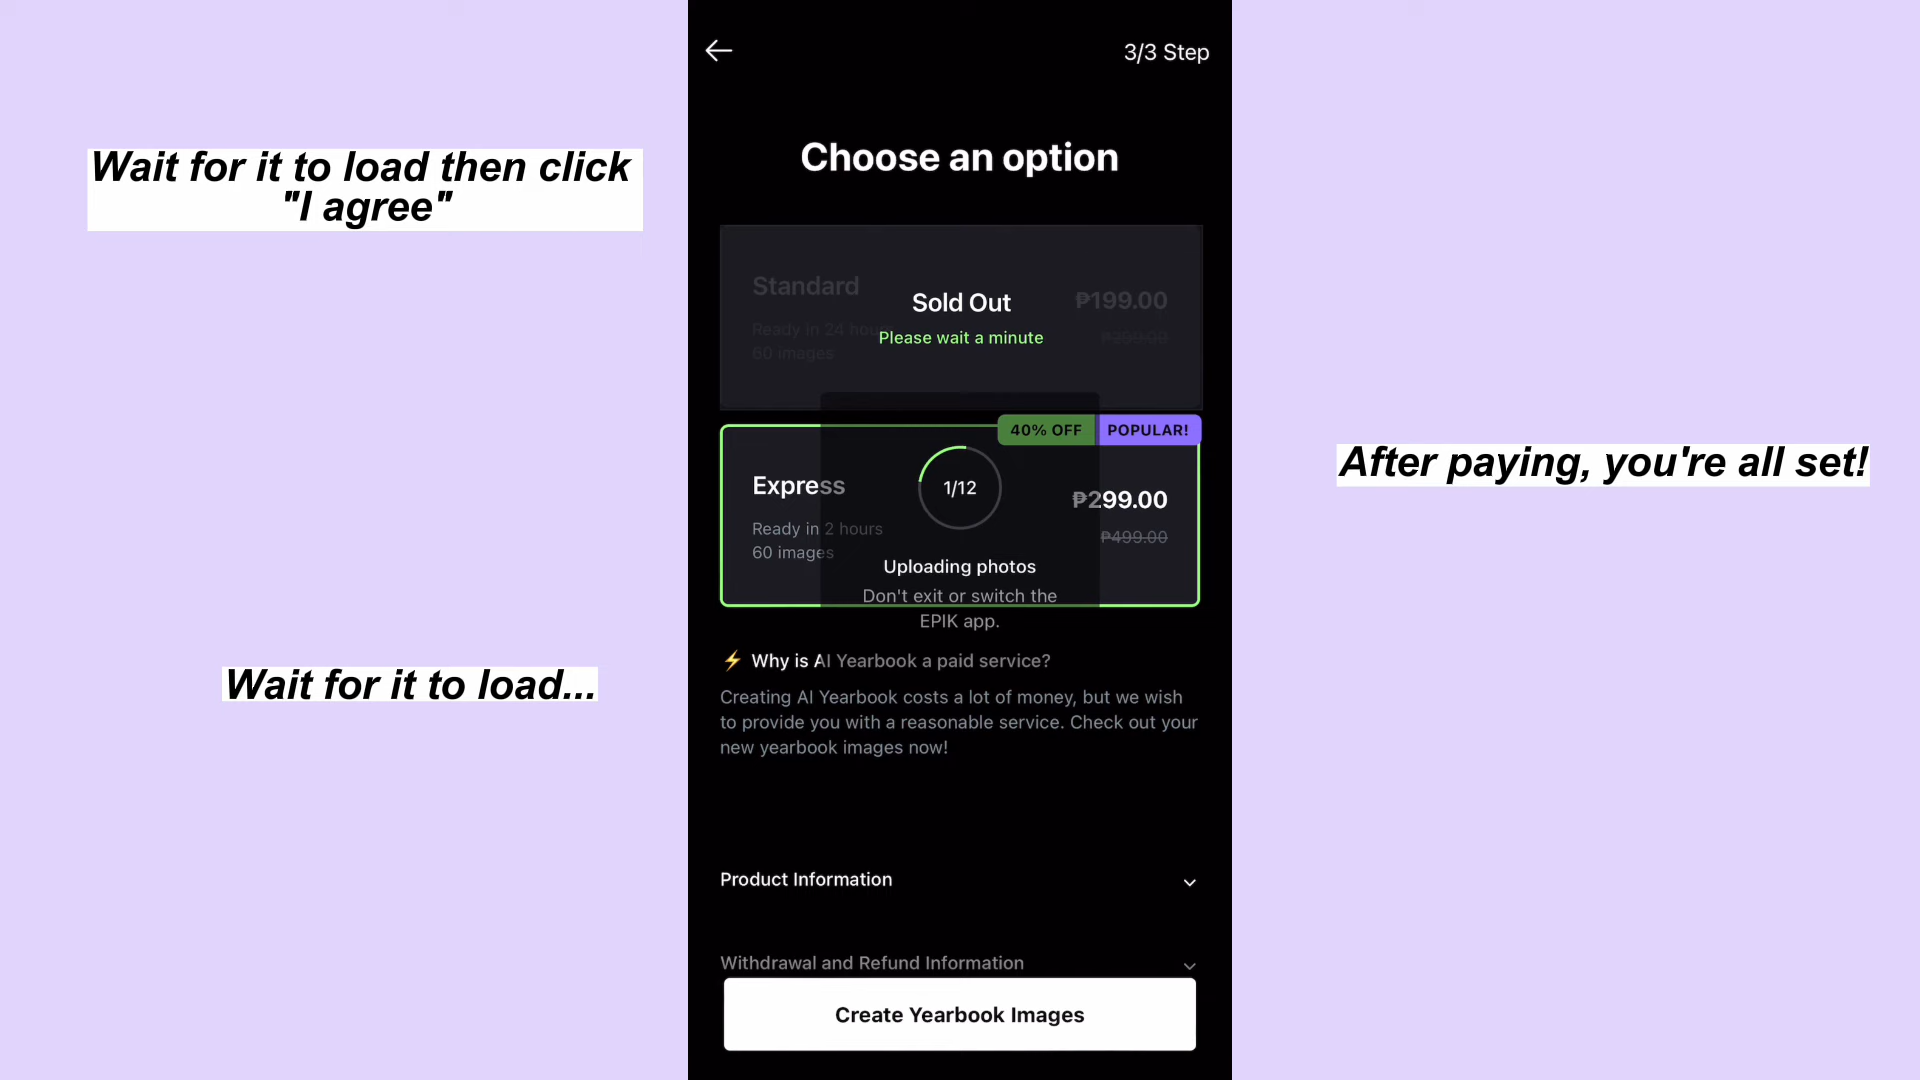 3/3 Step
Choose an option
Wait for it to load then click
"I agree"
Standard
Ready in 24 hours
60 images
Sold Out
Please wait a minute
₱199.00
₱399.00
40% OFF
POPULAR!
Express
Ready in 2 hours
60 images
1/12
₱299.00
₱499.00
After paying, you're all set!
Uploading photos
Don't exit or switch the
EPIK app.
Wait for it to load...
⚡ Why is AI Yearbook a paid service?
Creating AI Yearbook costs a lot of money, but we wish
to provide you with a reasonable service. Check out your
new yearbook images now!
Product Information
Withdrawal and Refund Information
Create Yearbook Images